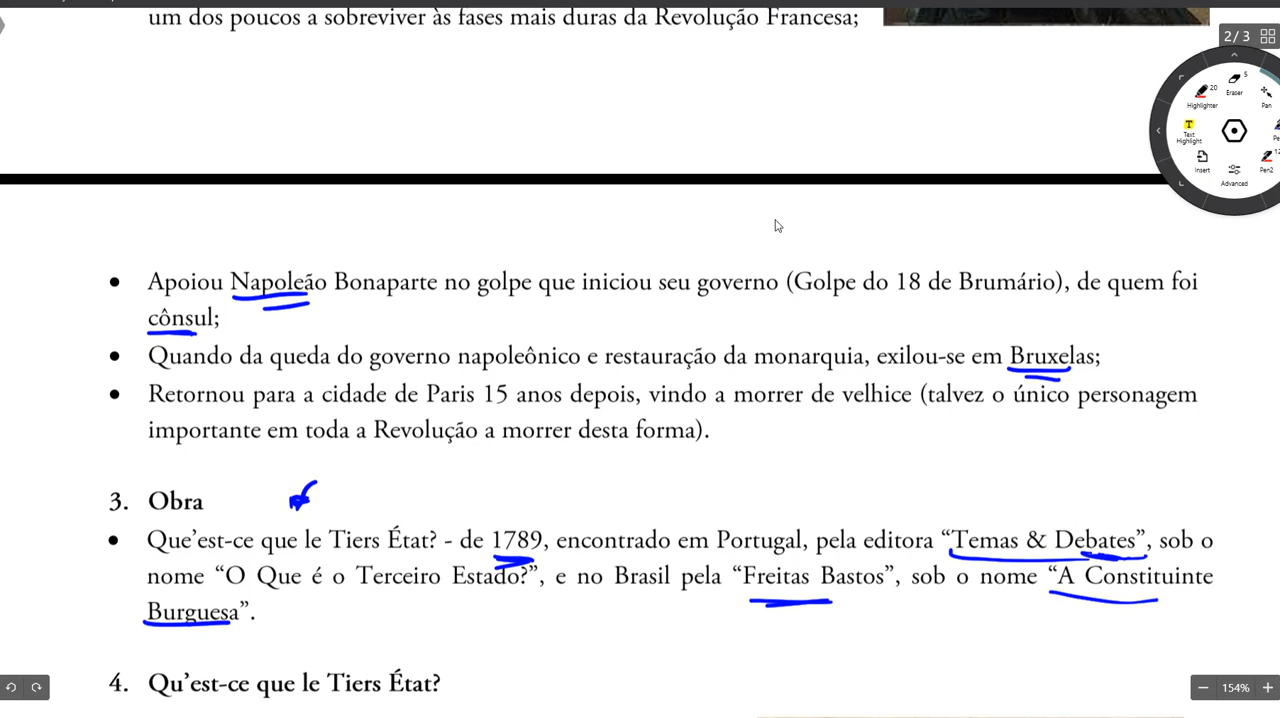 um dos poucos a sobreviver às fases mais duras da Revolução Francesa;
2/ 3
20
Highlighter
5
Eraser
Pan
T
Text
Highlight
Pe
Insert
Advanced
12
Pen2
• Apoiou Napoleão Bonaparte no golpe que iniciou seu governo (Golpe do 18 de Brumário), de quem foi
cônsul;
• Quando da queda do governo napoleônico e restauração da monarquia, exilou-se em Bruxelas;
• Retornou para a cidade de Paris 15 anos depois, vindo a morrer de velhice (talvez o único personagem
importante em toda a Revolução a morrer desta forma).
3. Obra
• Que'est-ce que le Tiers État? - de 1789, encontrado em Portugal, pela editora “Temas & Debates”, sob o
nome “O Que é o Terceiro Estado?”, e no Brasil pela “Freitas Bastos”, sob o nome “A Constituinte
Burguesa”.
4. Qu'est-ce que le Tiers État?
154%